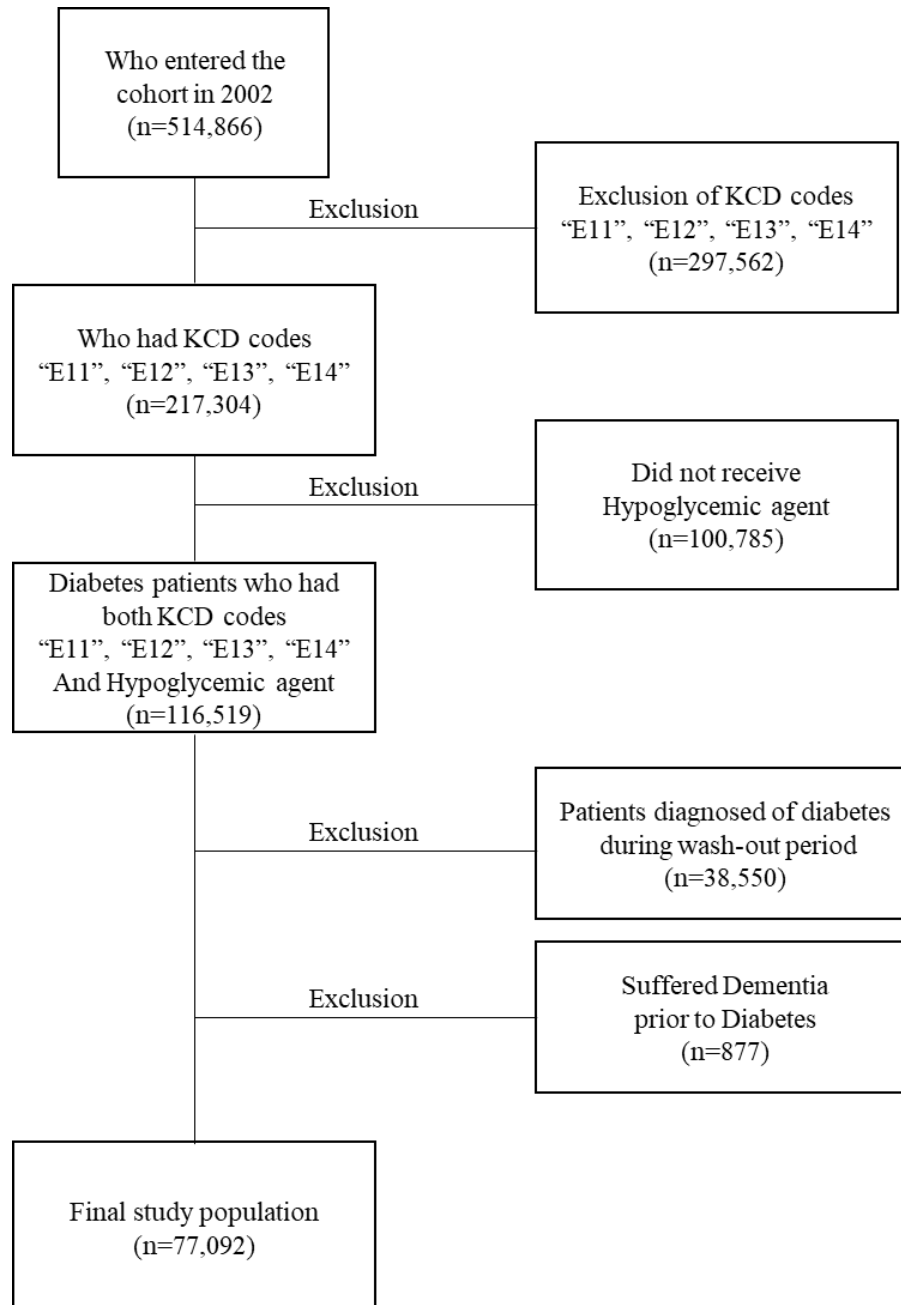 Who entered the
cohort in 2002
(n=514,866)
Exclusion
Exclusion of KCD codes
“E11”, “E12”, “E13”, “E14”
(n=297,562)
Who had KCD codes
“E11”, “E12”, “E13”, “E14”
(n=217,304)
Exclusion
Did not receive
Hypoglycemic agent
(n=100,785)
Diabetes patients who had
both KCD codes
“E11”, “E12”, “E13”, “E14”
And Hypoglycemic agent
(n=116,519)
Exclusion
Patients diagnosed of diabetes
during wash-out period
(n=38,550)
Exclusion
Suffered Dementia
prior to Diabetes
(n=877)
Final study population
(n=77,092)